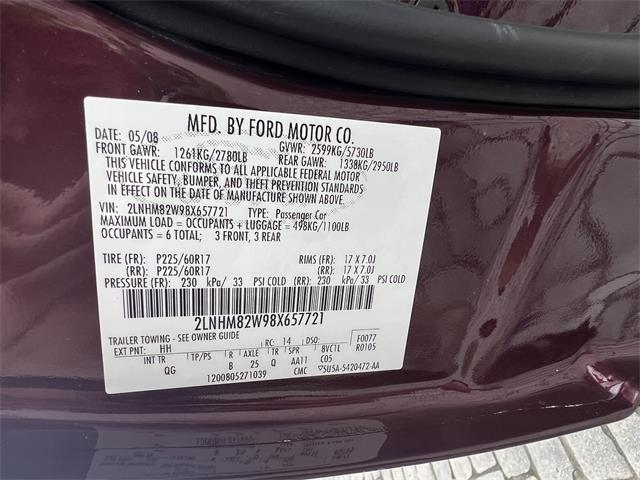 MFD. BY FORD MOTOR CO.
DATE: 05/08 GVWR: 2599KG/5730LB
FRONT GAWR: 1261KG/2780LB REAR GAWR: 1338KG/2950LB
THIS VEHICLE CONFORMS TO ALL APPLICABLE FEDERAL MOTOR
VEHICLE SAFETY, BUMPER, AND THEFT PREVENTION STANDARDS
IN EFFECT ON THE DATE OF MANUFACTURE SHOWN ABOVE.
VIN: 2LNHM82W98X657721 TYPE: Passenger Car
MAXIMUM LOAD = OCCUPANTS + LUGGAGE = 498KG/1100LB
OCCUPANTS = 6 TOTAL; 3 FRONT, 3 REAR
TIRE (FR): P225/60R17 RIMS (FR): 17 X 7.0J
(RR): P225/60R17 (RR): 17 X 7.0J
PRESSURE (FR): 230 kPa/ 33 PSI COLD (RR): 230 kPa/ 33 PSI COLD
2LNHM82W98X657721
TRAILER TOWING - SEE OWNER GUIDE
EXT PNT: HH RC: 14 DSO: F0077
INT TR TP/PS R AXLE TR SPR BVC1L R0105
QG B 25 Q AA11 C05
1200805271039 CMC 5U5A-5420472-AA